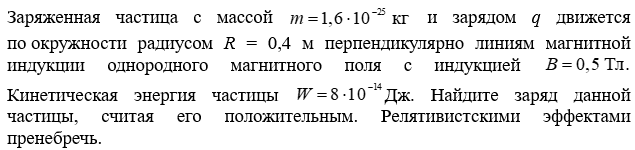 Заряженная частица с массой m = 1,6·10⁻²⁵ кг и зарядом q движется
по окружности радиусом R = 0,4 м перпендикулярно линиям магнитной
индукции однородного магнитного поля с индукцией B = 0,5 Тл.
Кинетическая энергия частицы W = 8·10⁻¹⁴ Дж. Найдите заряд данной
частицы, считая его положительным. Релятивистскими эффектами
пренебречь.